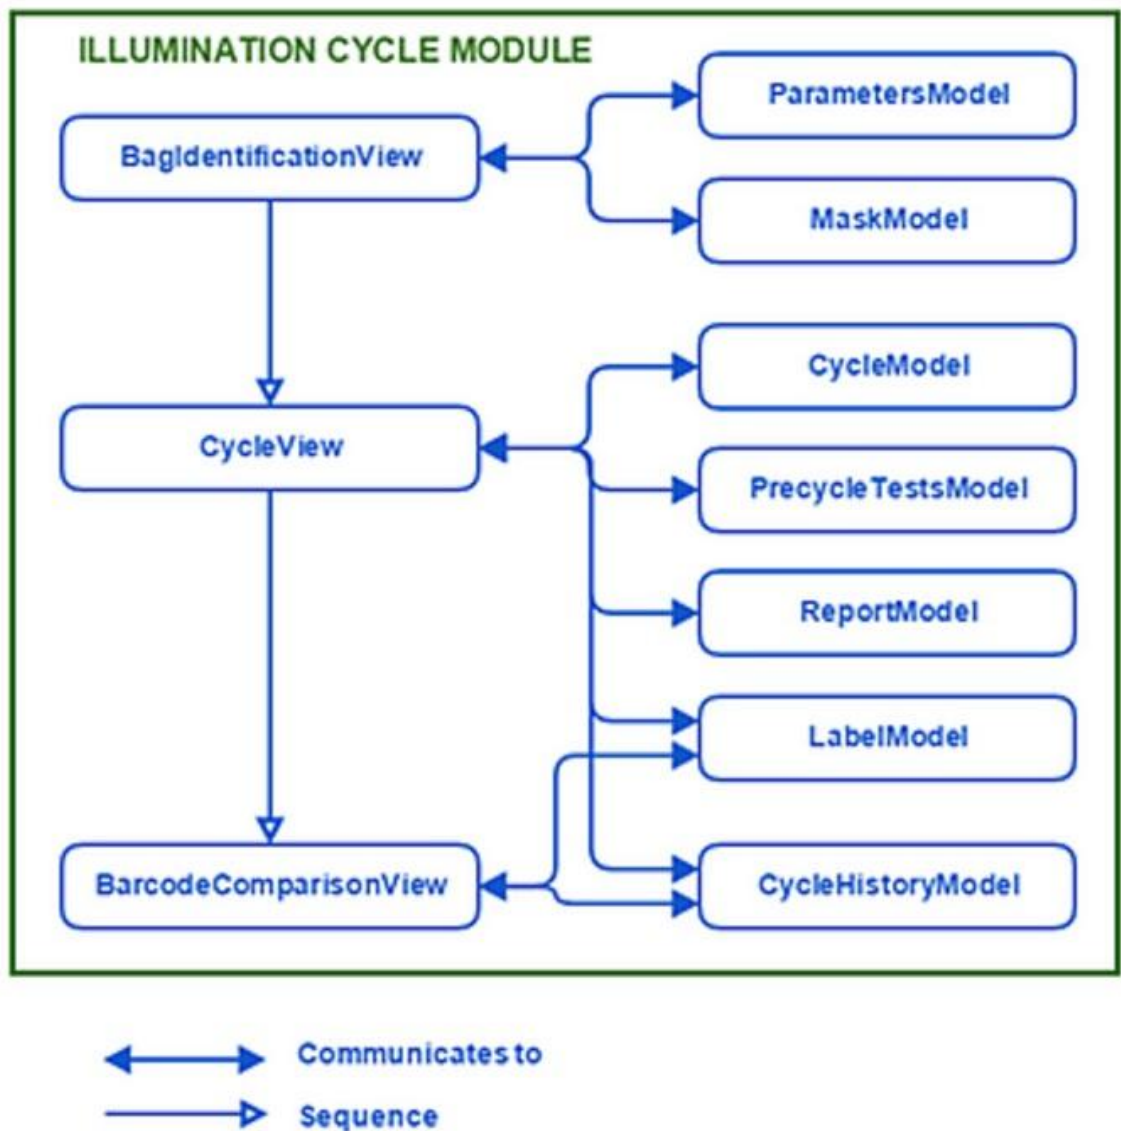 ILLUMINATION CYCLE MODULE
ParametersModel
BagIdentificationView
MaskModel
CycleModel
CycleView
PrecycleTestsModel
ReportModel
LabelModel
BarcodeComparisonView
CycleHistoryModel
Communicates to
Sequence